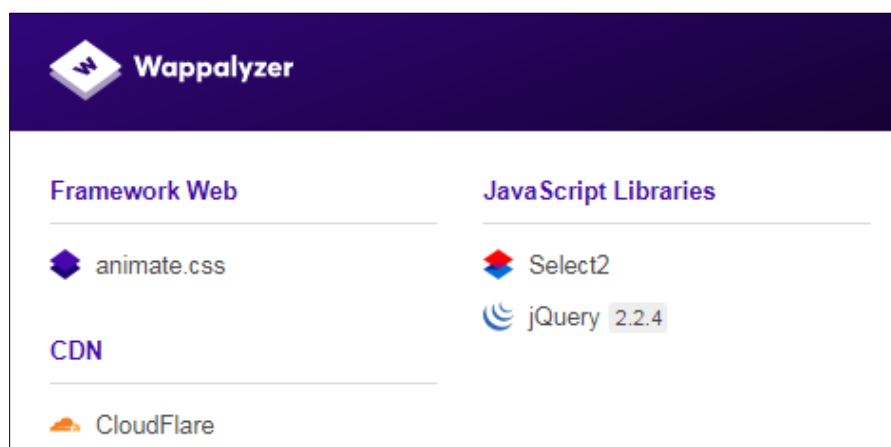 Wappalyzer
Framework Web
animate.css
CDN
CloudFlare
JavaScript Libraries
Select2
jQuery 2.2.4